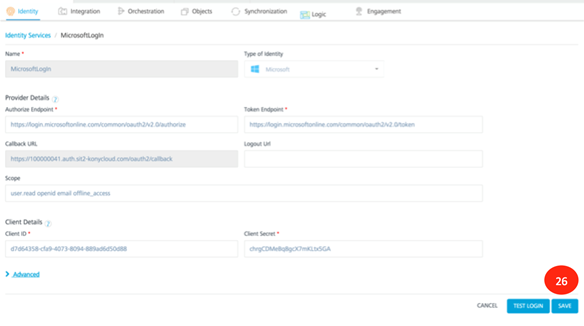 Identity Integration Orchestration Objects Synchronization Logic Engagement
Identity Services / MicrosoftLogin
Name * Type of Identity
MicrosoftLogin Microsoft
Provider Details ?
Authorize Endpoint * Token Endpoint *
https://login.microsoftonline.com/common/oauth2/v2.0/authorize https://login.microsoftonline.com/common/oauth2/v2.0/token
Callback URL Logout Url
https://100000041.auth.sit2-konycloud.com/oauth2/callback
Scope
user.read openid email offline_access
Client Details ?
Client ID * Client Secret *
d7d64358-cfa9-4073-8094-889ad6d50d88 chrgCDMeBqBgcX7mKLtxSGA
> Advanced
26
CANCEL TEST LOGIN SAVE